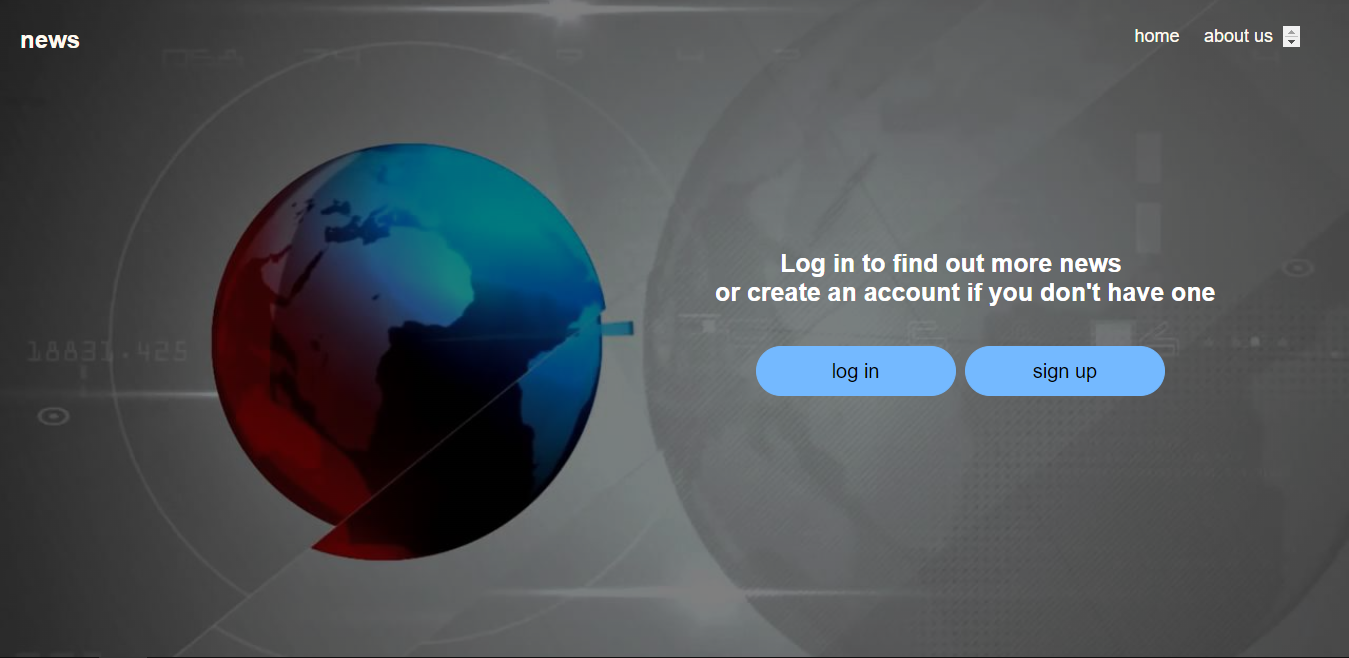 news
home about us
18831.425
Log in to find out more news
or create an account if you don't have one
log in sign up